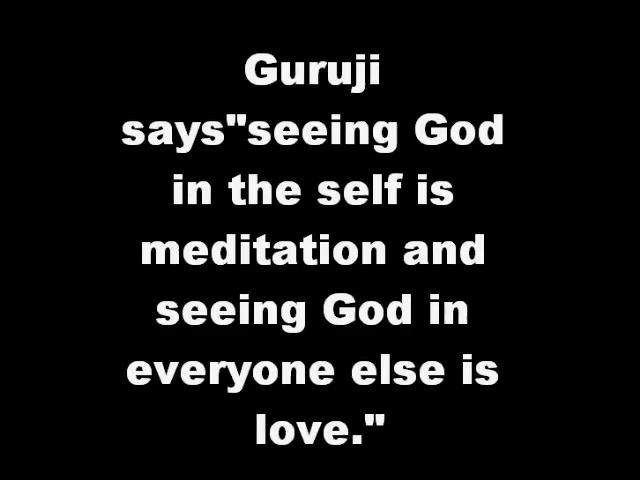 Guruji
says"seeing God
in the self is
meditation and
seeing God in
everyone else is
love."